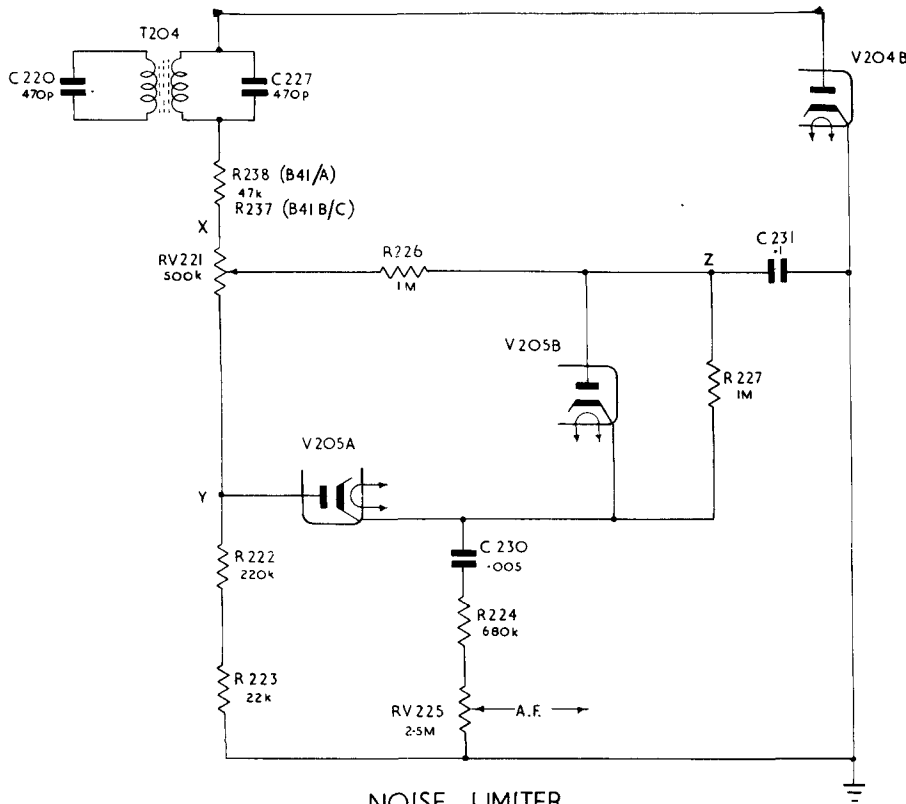 T204
C220
470p
C227
470p
V204B
R238 (B41/A)
47k
R237 (B41B/C)
X
RV221
500k
R226
1M
Z
C231
.1
V205B
R227
1M
V205A
Y
C230
.005
R222
220k
R224
680k
R223
22k
RV225
2.5M
A.F.
NOISE LIMITER